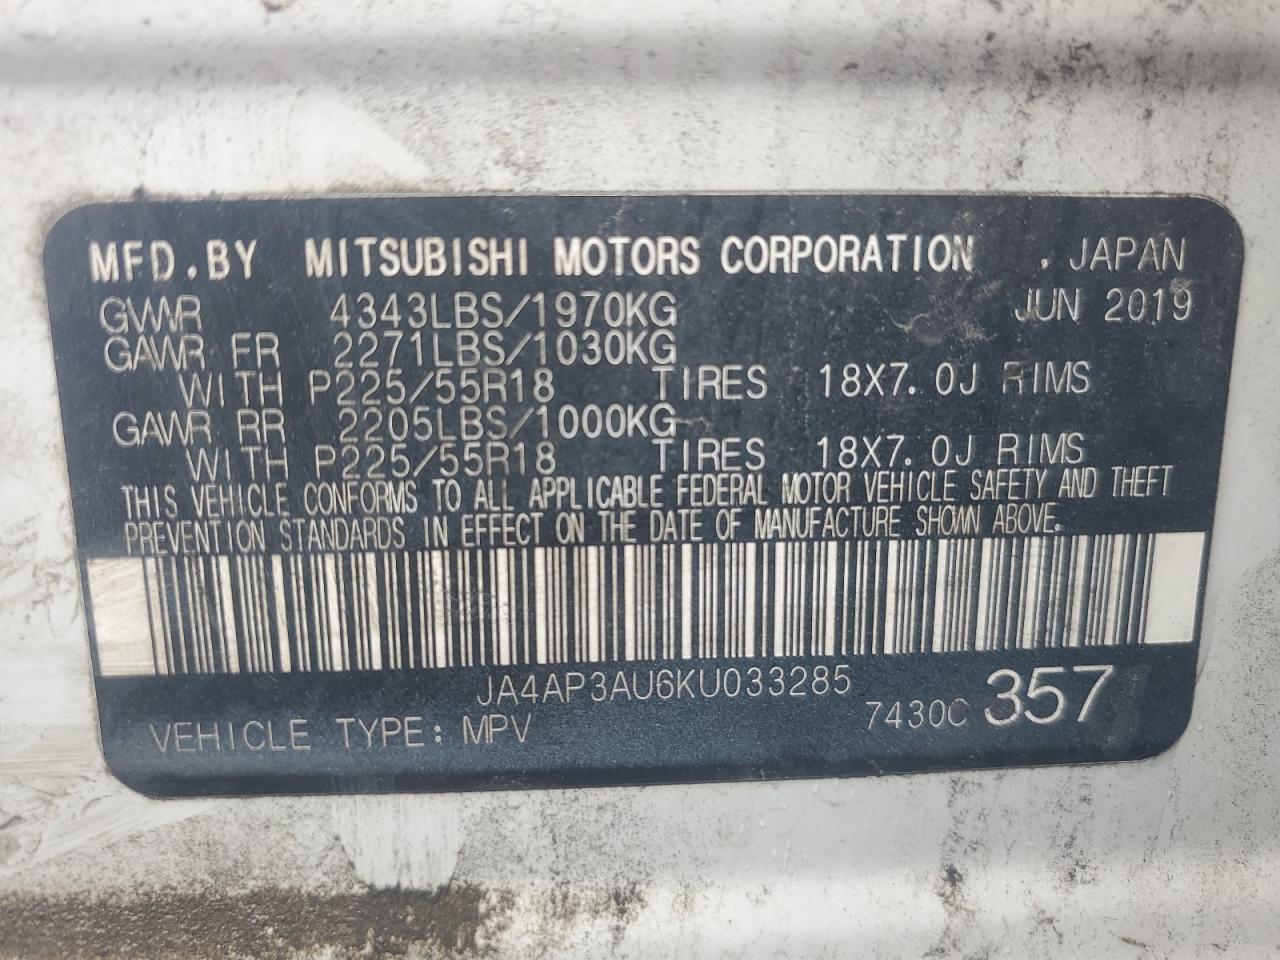 MFD.BY MITSUBISHI MOTORS CORPORATION . JAPAN
GVWR 4343LBS/1970KG JUN 2019
GAWR FR 2271LBS/1030KG
WITH P225/55R18 TIRES 18X7.0J RIMS
GAWR RR 2205LBS/1000KG
WITH P225/55R18 TIRES 18X7.0J RIMS
THIS VEHICLE CONFORMS TO ALL APPLICABLE FEDERAL MOTOR VEHICLE SAFETY AND THEFT
PREVENTION STANDARDS IN EFFECT ON THE DATE OF MANUFACTURE SHOWN ABOVE.
JA4AP3AU6KU033285
VEHICLE TYPE: MPV 7430C 357